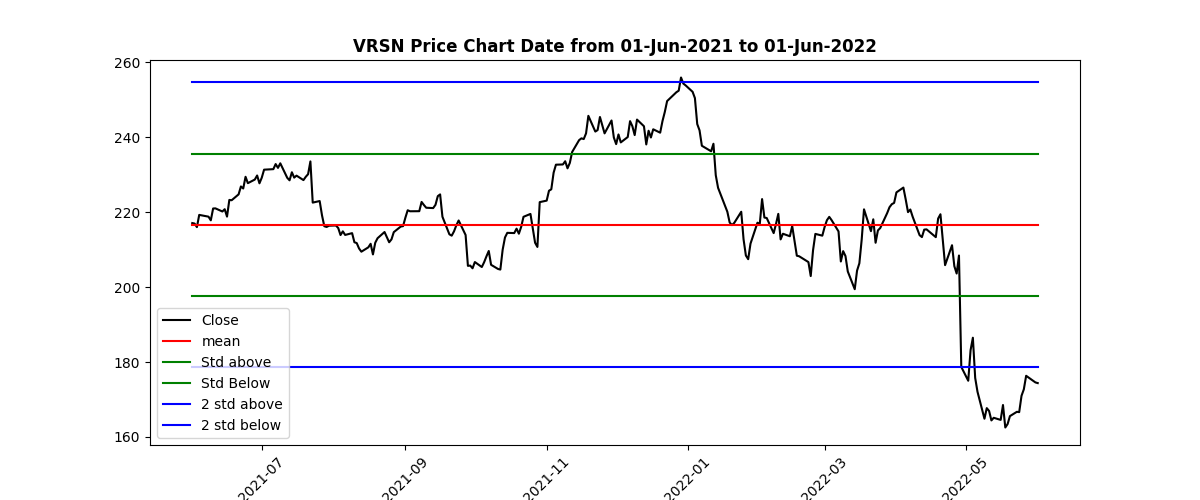 VRSN Price Chart Date from 01-Jun-2021 to 01-Jun-2022
260
240
220
200
180
160
Close
mean
Std above
Std Below
2 std above
2 std below
2021-07
2021-09
2021-11
2022-01
2022-03
2022-05